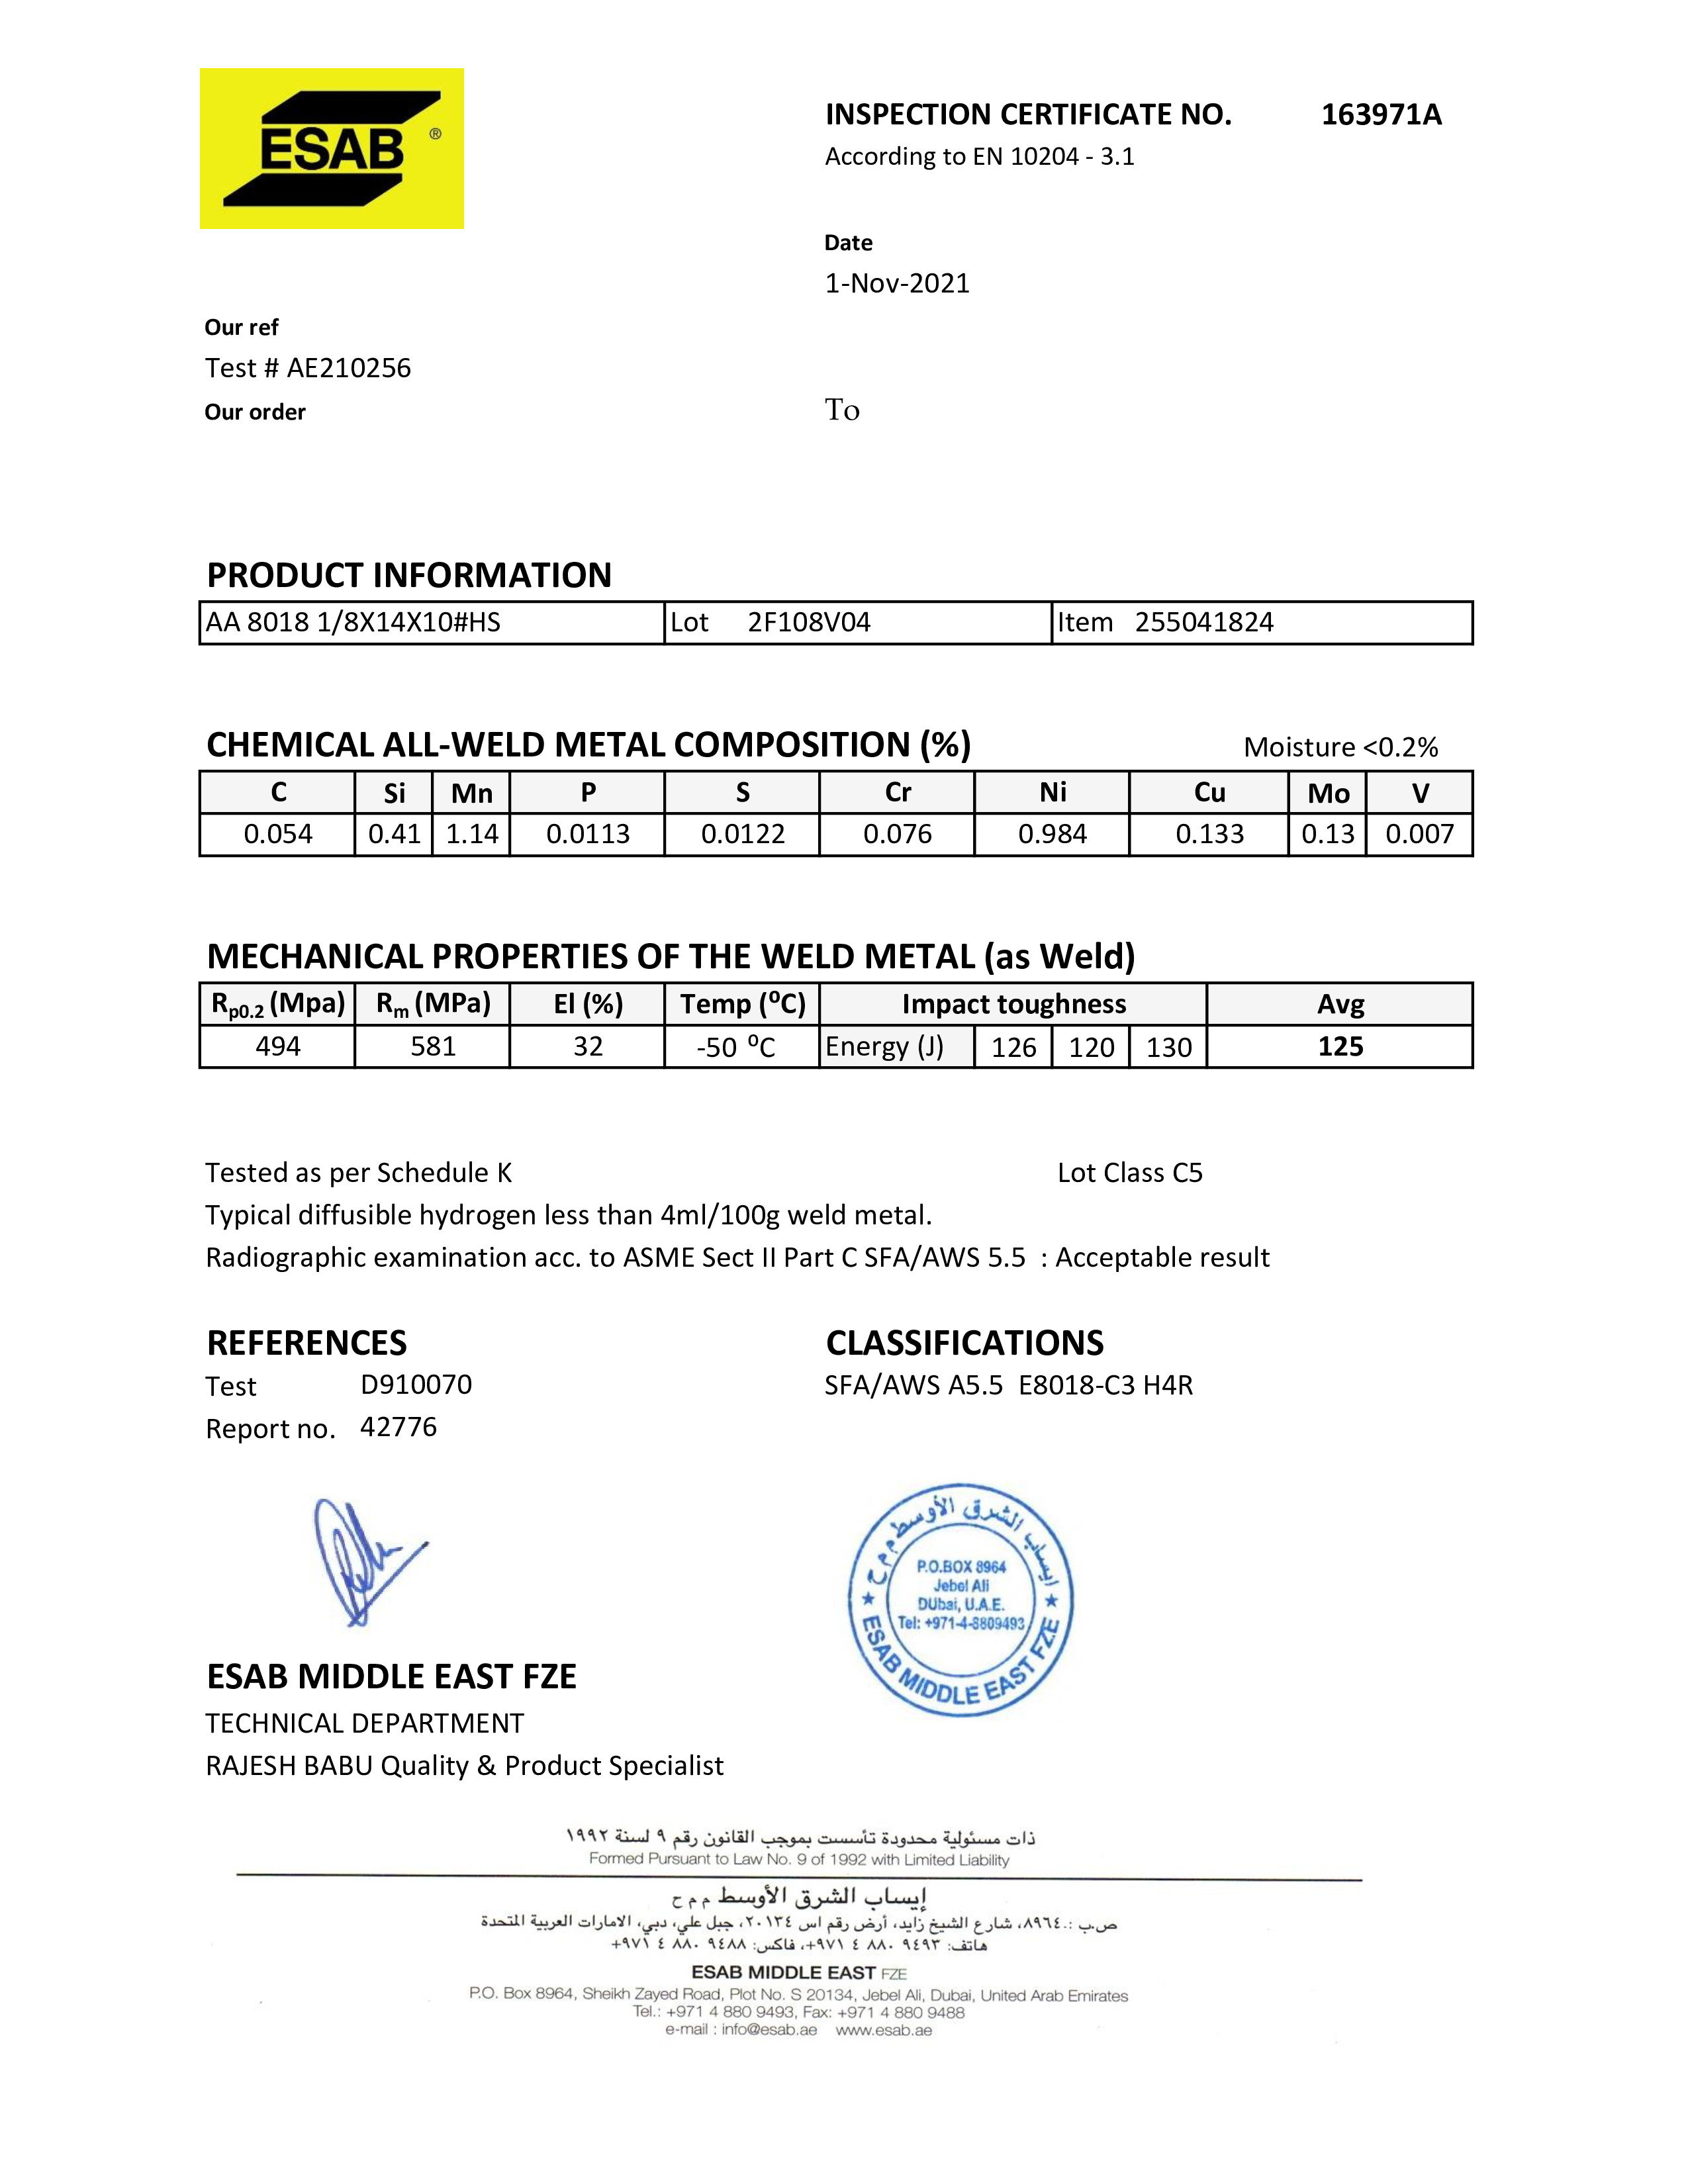 ESAB ®
INSPECTION CERTIFICATE NO. 163971A
According to EN 10204 - 3.1
Date
1-Nov-2021
Our ref
Test # AE210256
Our order
To
PRODUCT INFORMATION
AA 8018 1/8X14X10#HS Lot 2F108V04 Item 255041824
CHEMICAL ALL-WELD METAL COMPOSITION (%) Moisture <0.2%
C Si Mn P S Cr Ni Cu Mo V
0.054 0.41 1.14 0.0113 0.0122 0.076 0.984 0.133 0.13 0.007
MECHANICAL PROPERTIES OF THE WELD METAL (as Weld)
Rp0.2 (Mpa) Rm (MPa) El (%) Temp (⁰C) Impact toughness Avg
494 581 32 -50 ⁰C Energy (J) 126 120 130 125
Tested as per Schedule K Lot Class C5
Typical diffusible hydrogen less than 4ml/100g weld metal.
Radiographic examination acc. to ASME Sect II Part C SFA/AWS 5.5 : Acceptable result
REFERENCES CLASSIFICATIONS
Test D910070 SFA/AWS A5.5 E8018-C3 H4R
Report no. 42776
ايساب الشرق الأوسط م م ح
P.O.BOX 8964
Jebel Ali
DUbai, U.A.E.
Tel: +971-4-8809493
★ ESAB MIDDLE EAST FZE ★
ESAB MIDDLE EAST FZE
TECHNICAL DEPARTMENT
RAJESH BABU Quality & Product Specialist
ذات مسئولية محدودة تأسست بموجب القانون رقم ٩ لسنة ١٩٩٢
Formed Pursuant to Law No. 9 of 1992 with Limited Liability
إيساب الشرق الأوسط م م ح
ص.ب :.٨٩٦٤، شارع الشيخ زايد، أرض رقم اس ٢٠١٣٤، جبل علي، دبي، الامارات العربية المتحدة
هاتف: ٩٤٩٣ ٨٨٠ ٤ ٩٧١+، فاكس: ٩٤٨٨ ٨٨٠ ٤ ٩٧١+
ESAB MIDDLE EAST FZE
P.O. Box 8964, Sheikh Zayed Road, Plot No. S 20134, Jebel Ali, Dubai, United Arab Emirates
Tel.: +971 4 880 9493, Fax: +971 4 880 9488
e-mail : info@esab.ae www.esab.ae